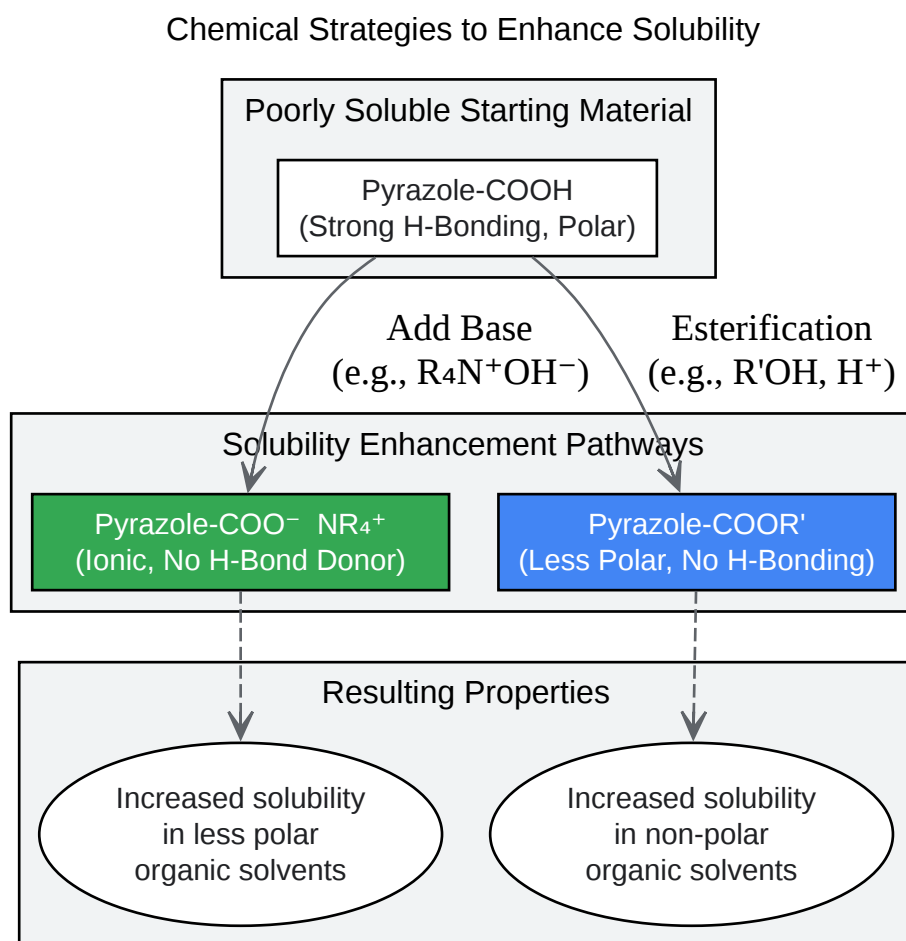 Chemical Strategies to Enhance Solubility
Poorly Soluble Starting Material
Pyrazole-COOH
(Strong H-Bonding, Polar)
Add Base
(e.g., R₄N⁺OH⁻)
Esterification
(e.g., R'OH, H⁺)
Solubility Enhancement Pathways
Pyrazole-COO⁻ NR₄⁺
(Ionic, No H-Bond Donor)
Pyrazole-COOR'
(Less Polar, No H-Bonding)
Resulting Properties
Increased solubility
in less polar
organic solvents
Increased solubility
in non-polar
organic solvents